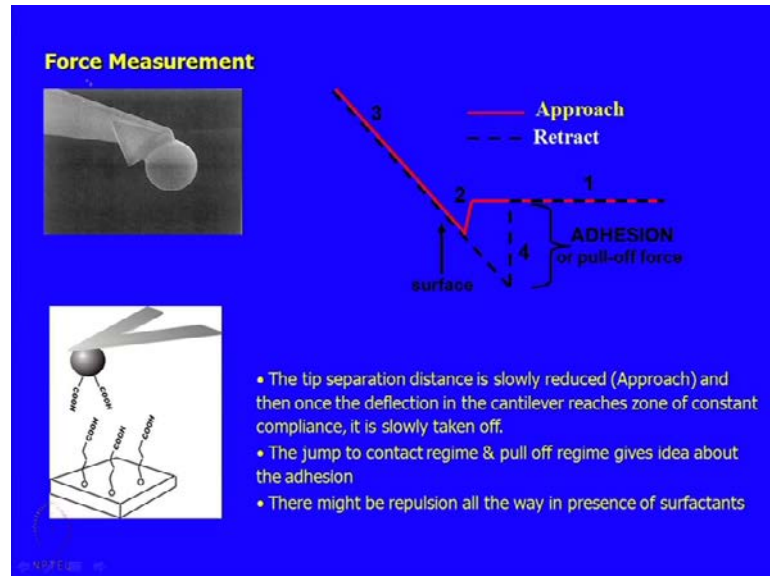 Force Measurement
3
Approach
Retract
2
1
ADHESION
or pull-off force
4
surface
COOH
COOH
COOH
COOH
COOH
• The tip separation distance is slowly reduced (Approach) and
then once the deflection in the cantilever reaches zone of constant
compliance, it is slowly taken off.
• The jump to contact regime & pull off regime gives idea about
the adhesion
• There might be repulsion all the way in presence of surfactants
NPTEL